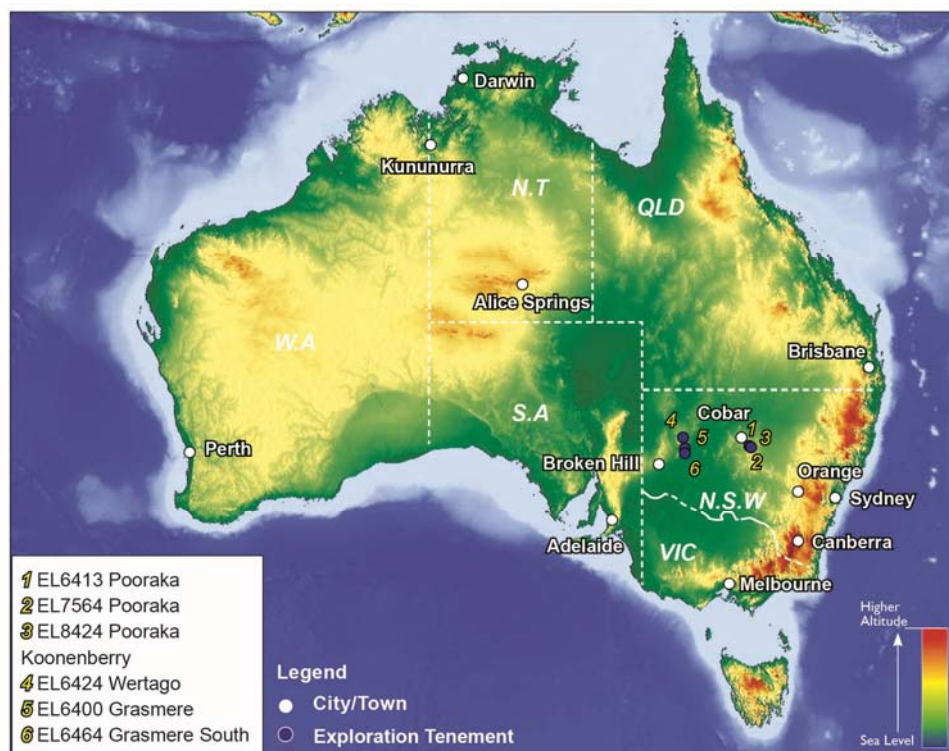 Darwin
Kununurra
N.T
QLD
Alice Springs
W.A
Brisbane
S.A
Cobar
4
1
5
3
Perth
Broken Hill
6
2
Orange
N.S.W
Sydney
Adelaide
VIC
Canberra
Melbourne
1 EL6413 Pooraka
2 EL7564 Pooraka
3 EL8424 Pooraka
Koonenberry
4 EL6424 Wertago
5 EL6400 Grasmere
6 EL6464 Grasmere South
Legend
City/Town
Exploration Tenement
Higher
Altitude
Sea Level